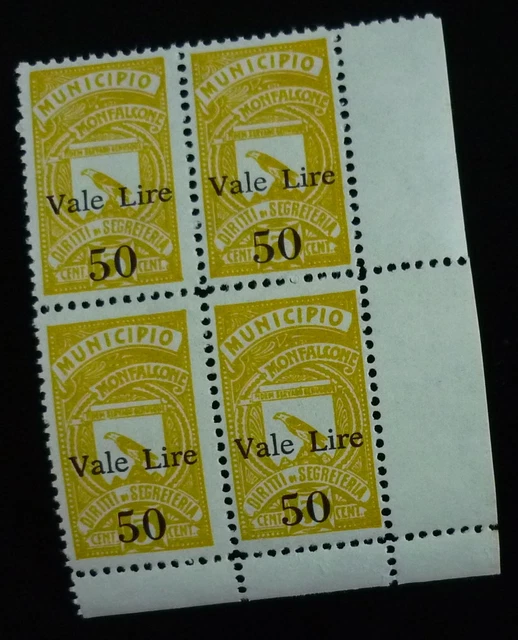 MUNICIPIO
MONFALCONE
Vale Lire
DIRITTI DI SEGRETERIA
50
CENT. CENT.
MUNICIPIO
MONFALCONE
Vale Lire
DIRITTI DI SEGRETERIA
50
CENT. CENT.
MUNICIPIO
MONFALCONE
Vale Lire
DIRITTI DI SEGRETERIA
50
CENT. CENT.
MUNICIPIO
MONFALCONE
Vale Lire
DIRITTI DI SEGRETERIA
50
CENT. CENT.